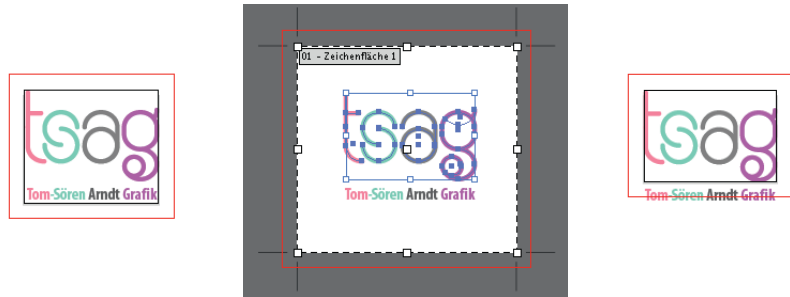 tsag
Tom-Sören Arndt Grafik
01 - Zeichenfläche 1
tsag
Tom-Sören Arndt Grafik
tsag
Tom-Sören Arndt Grafik